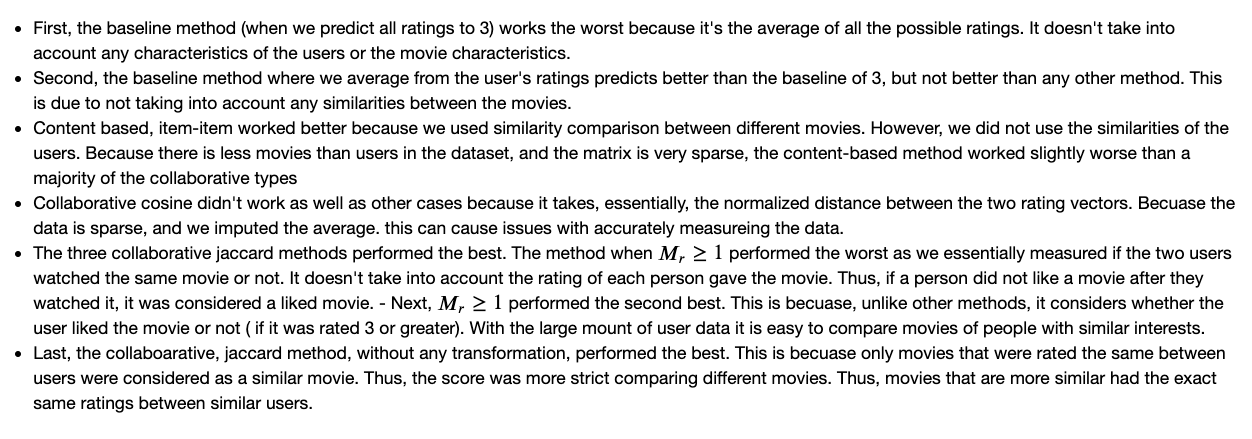 • First, the baseline method (when we predict all ratings to 3) works the worst because it's the average of all the possible ratings. It doesn't take into
account any characteristics of the users or the movie characteristics.
• Second, the baseline method where we average from the user's ratings predicts better than the baseline of 3, but not better than any other method. This
is due to not taking into account any similarities between the movies.
• Content based, item-item worked better because we used similarity comparison between different movies. However, we did not use the similarities of the
users. Because there is less movies than users in the dataset, and the matrix is very sparse, the content-based method worked slightly worse than a
majority of the collaborative types
• Collaborative cosine didn't work as well as other cases because it takes, essentially, the normalized distance between the two rating vectors. Becuase the
data is sparse, and we imputed the average. this can cause issues with accurately measureing the data.
• The three collaborative jaccard methods performed the best. The method when M_r ≥ 1 performed the worst as we essentially measured if the two users
watched the same movie or not. It doesn't take into account the rating of each person gave the movie. Thus, if a person did not like a movie after they
watched it, it was considered a liked movie. - Next, M_r ≥ 1 performed the second best. This is becuase, unlike other methods, it considers whether the
user liked the movie or not ( if it was rated 3 or greater). With the large mount of user data it is easy to compare movies of people with similar interests.
• Last, the collaboarative, jaccard method, without any transformation, performed the best. This is becuase only movies that were rated the same between
users were considered as a similar movie. Thus, the score was more strict comparing different movies. Thus, movies that are more similar had the exact
same ratings between similar users.